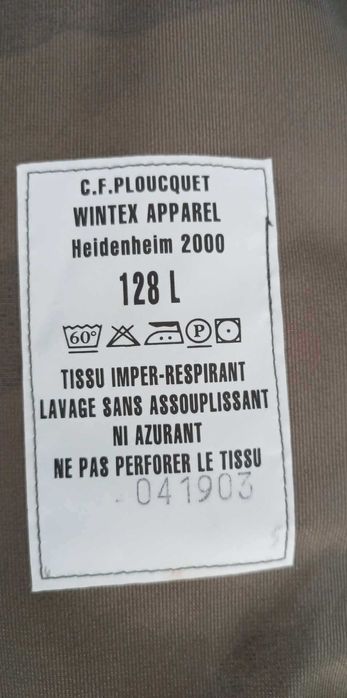 C.F.PLOUCQUET
WINTEX APPAREL
Heidenheim 2000
128 L
60° P
TISSU IMPER-RESPIRANT
LAVAGE SANS ASSOUPLISSANT
NI AZURANT
NE PAS PERFORER LE TISSU
041903